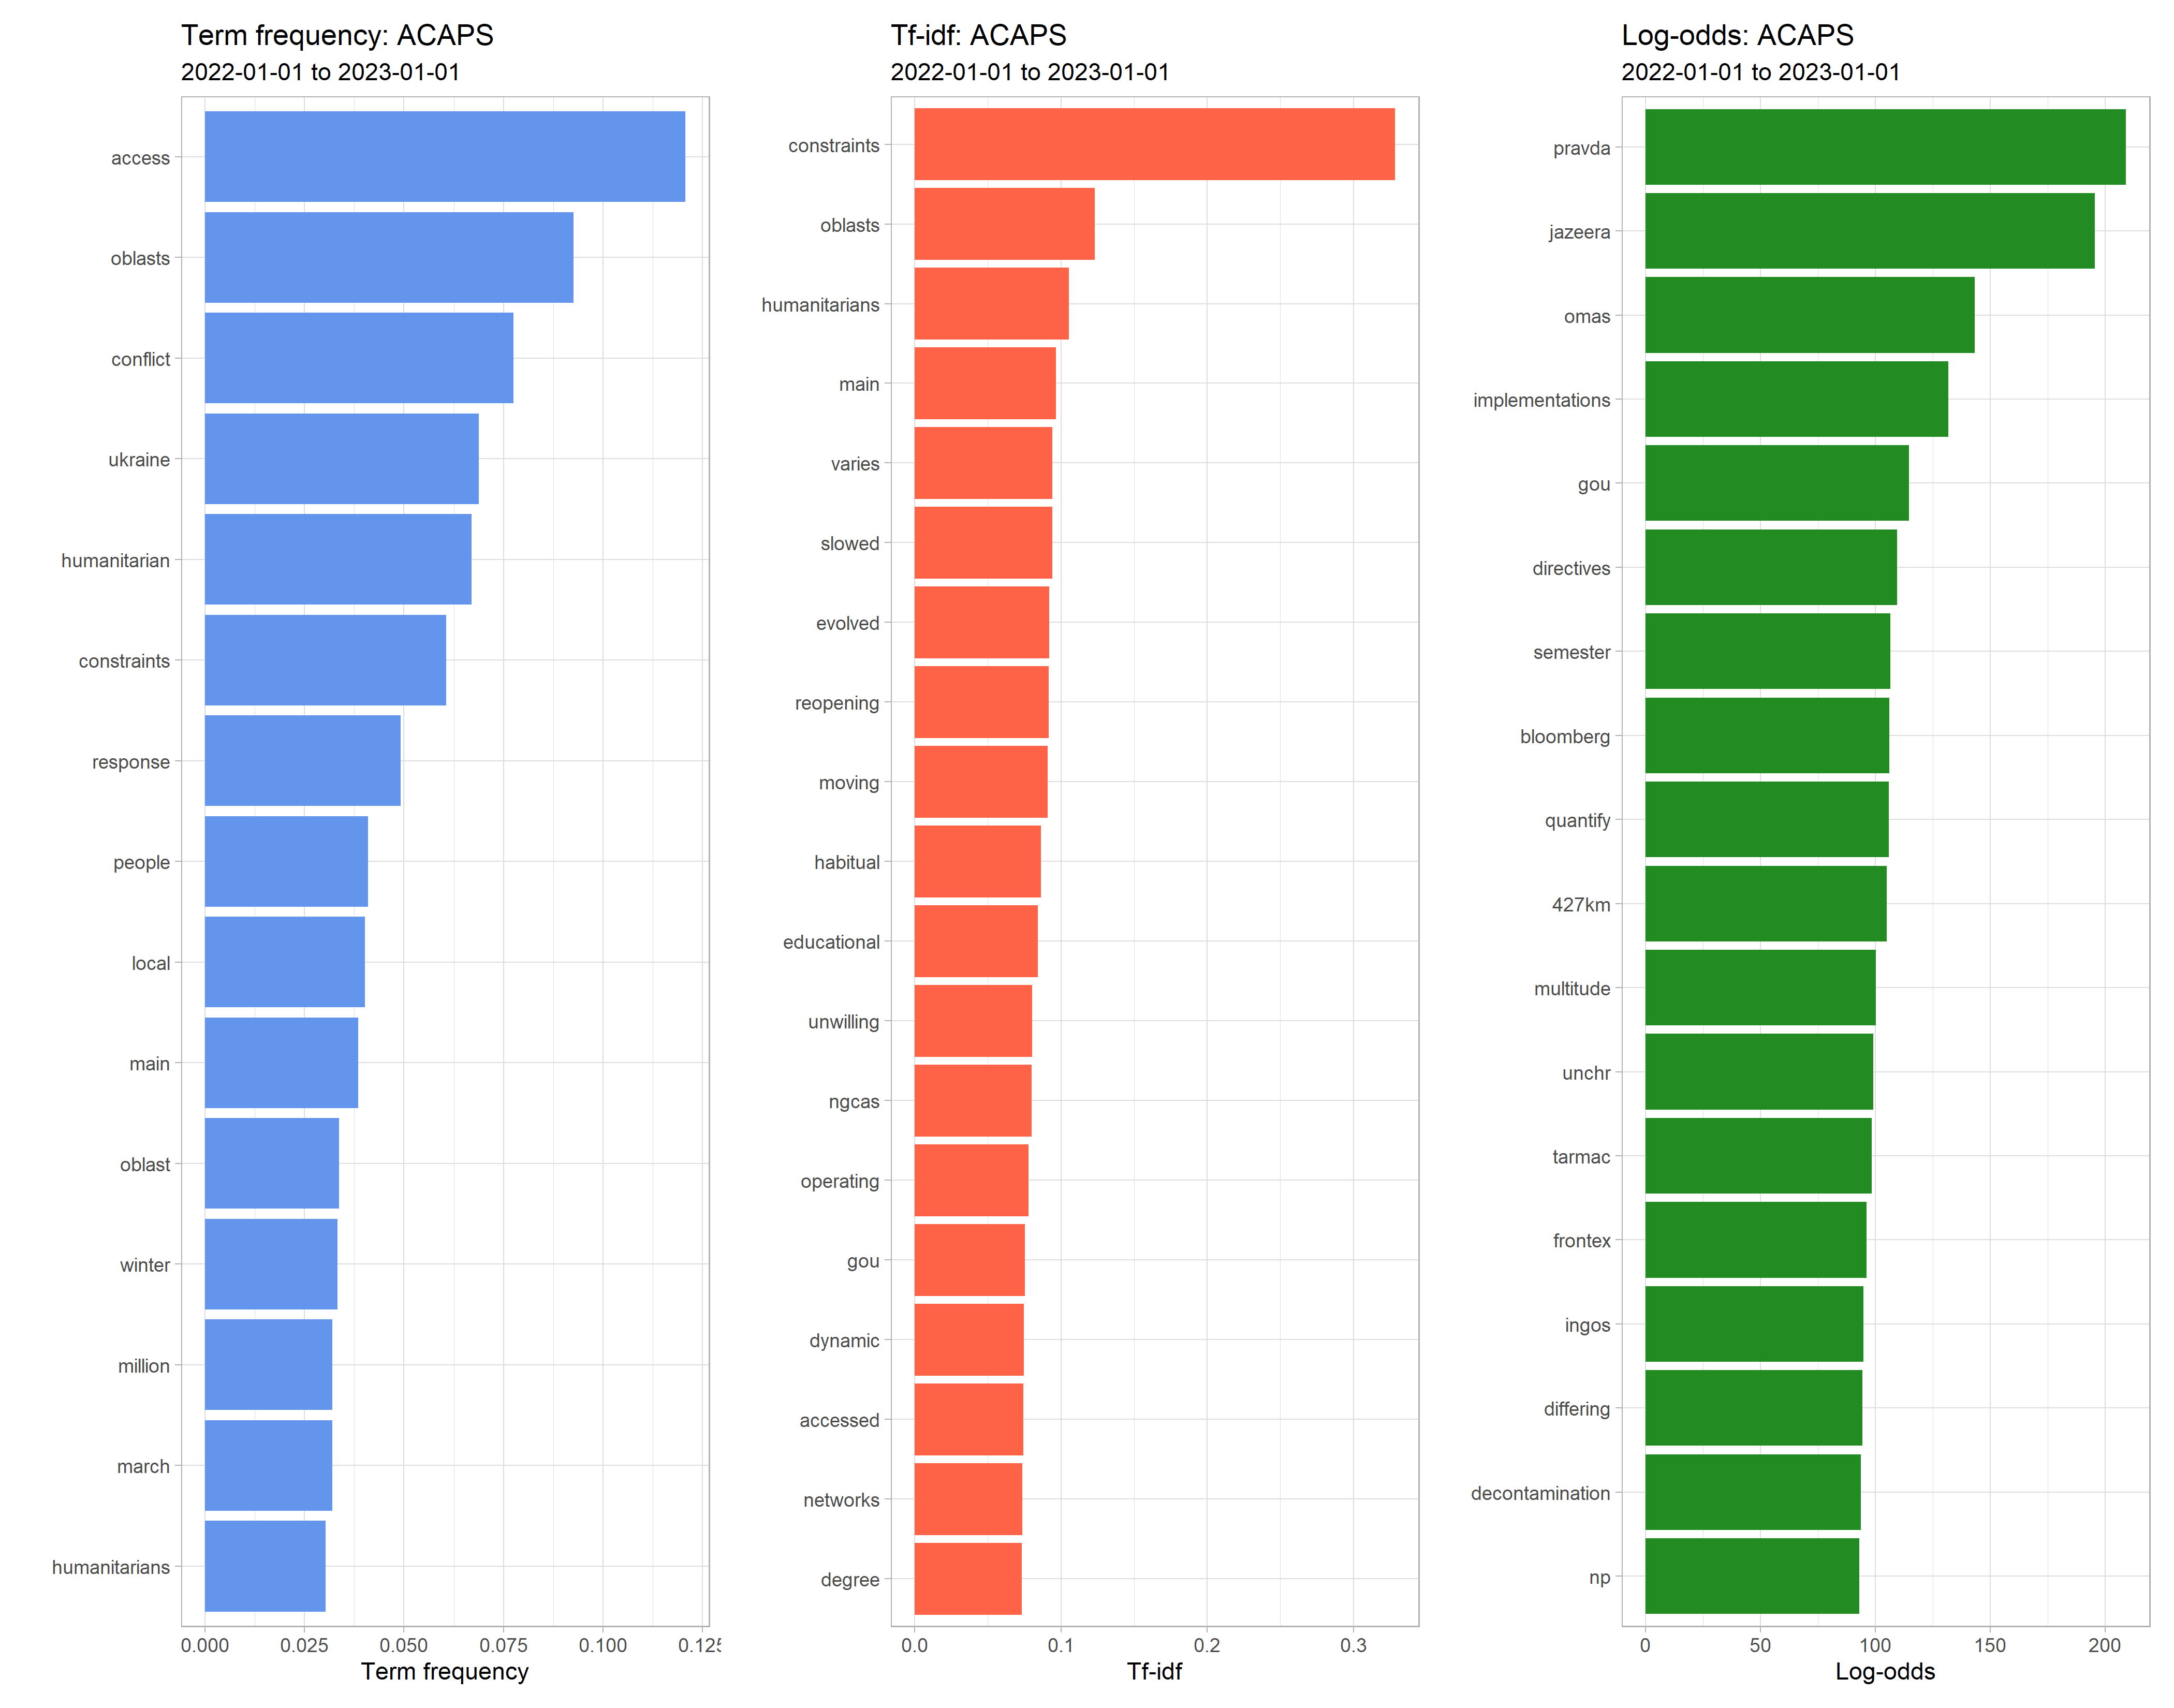 Term frequency: ACAPS
2022-01-01 to 2023-01-01
access
oblasts
conflict
ukraine
humanitarian
constraints
response
people
local
main
oblast
winter
million
march
humanitarians
0.000 0.025 0.050 0.075 0.100 0.125
Term frequency
Tf-idf: ACAPS
2022-01-01 to 2023-01-01
constraints
oblasts
humanitarians
main
varies
slowed
evolved
reopening
moving
habitual
educational
unwilling
ngcas
operating
gou
dynamic
accessed
networks
degree
0.0 0.1 0.2 0.3
Tf-idf
Log-odds: ACAPS
2022-01-01 to 2023-01-01
pravda
jazeera
omas
implementations
gou
directives
semester
bloomberg
quantify
427km
multitude
unchr
tarmac
frontex
ingos
differing
decontamination
np
0 50 100 150 200
Log-odds